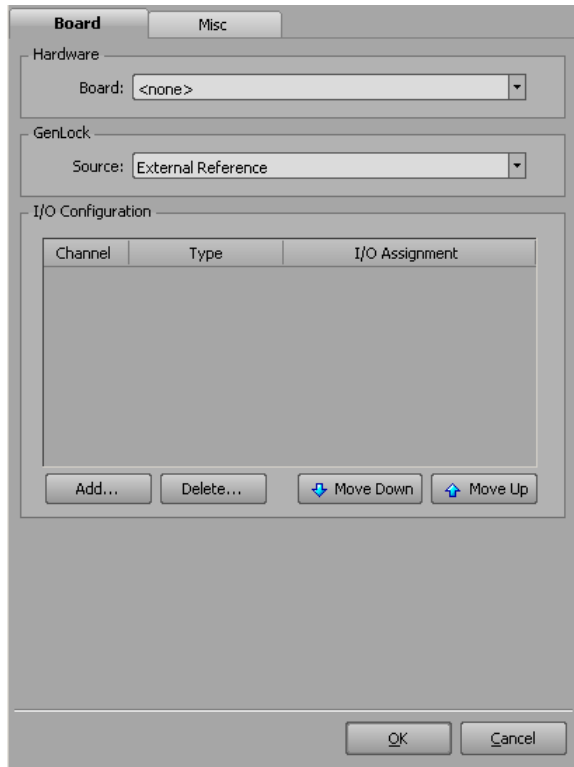 Board Misc
Hardware
Board: <none>
GenLock
Source: External Reference
I/O Configuration
Channel Type I/O Assignment
Add... Delete... Move Down Move Up
OK Cancel